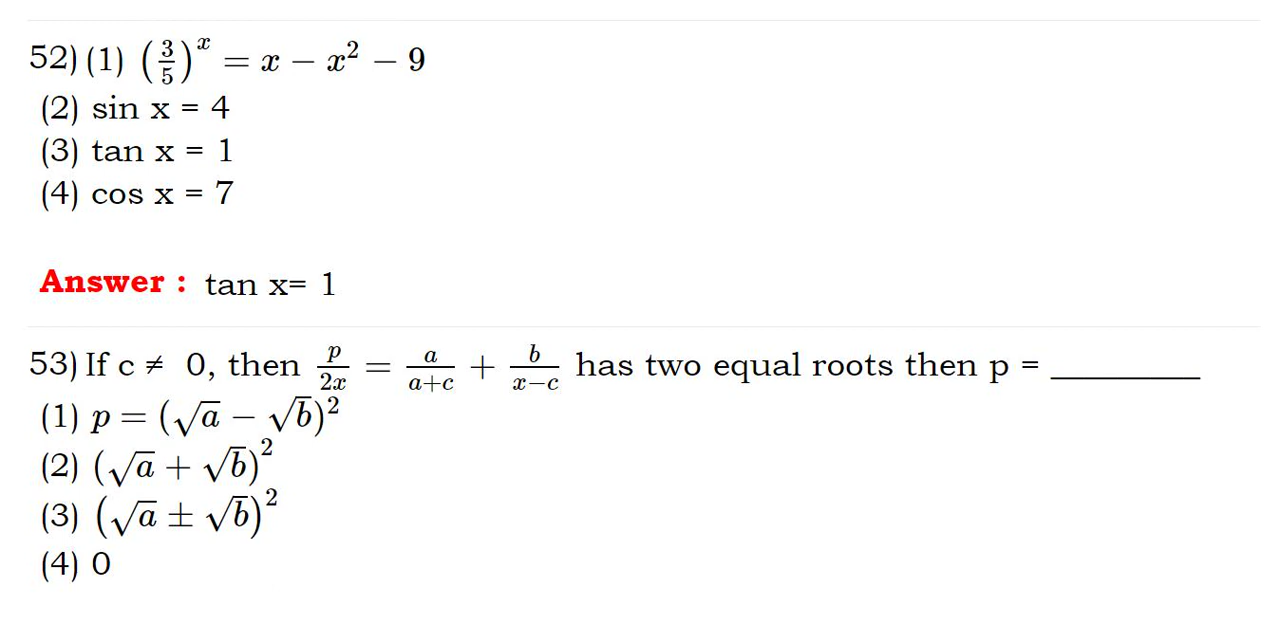 52) (1) (3/5)^x = x − x² − 9
(2) sin x = 4
(3) tan x = 1
(4) cos x = 7
Answer : tan x= 1
53) If c ≠ 0, then p/2x = a/a+c + b/x−c has two equal roots then p = __________
(1) p = (√a − √b)²
(2) (√a + √b)²
(3) (√a ± √b)²
(4) 0